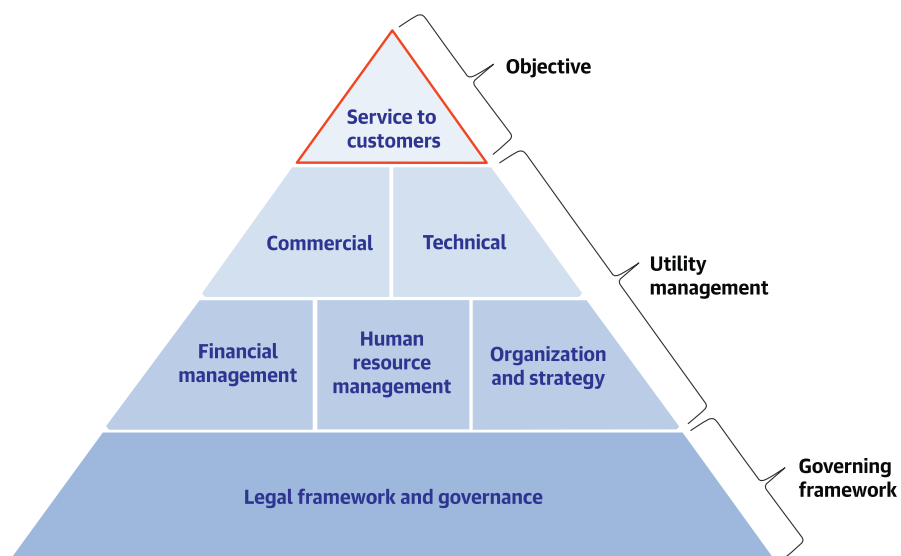 Objective
Service to
customers
Commercial
Technical
Utility
management
Financial
management
Human
resource
management
Organization
and strategy
Governing
framework
Legal framework and governance